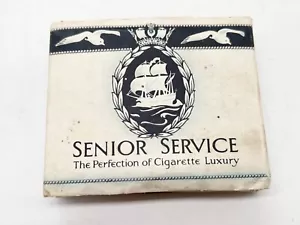 SENIOR SERVICE
The Perfection of Cigarette Luxury